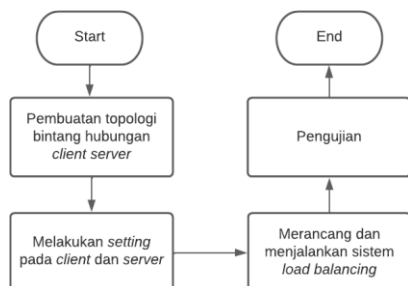 Start
Pembuatan topologi
bintang hubungan
client server
Melakukan setting
pada client dan server
Merancang dan
menjalankan sistem
load balancing
Pengujian
End